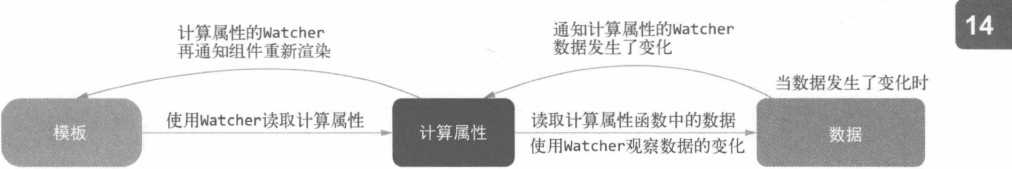 14
计算属性的Watcher
再通知组件重新渲染
通知计算属性的Watcher
数据发生了变化
当数据发生了变化时
模板
使用Watcher读取计算属性
计算属性
读取计算属性函数中的数据
使用Watcher观察数据的变化
数据